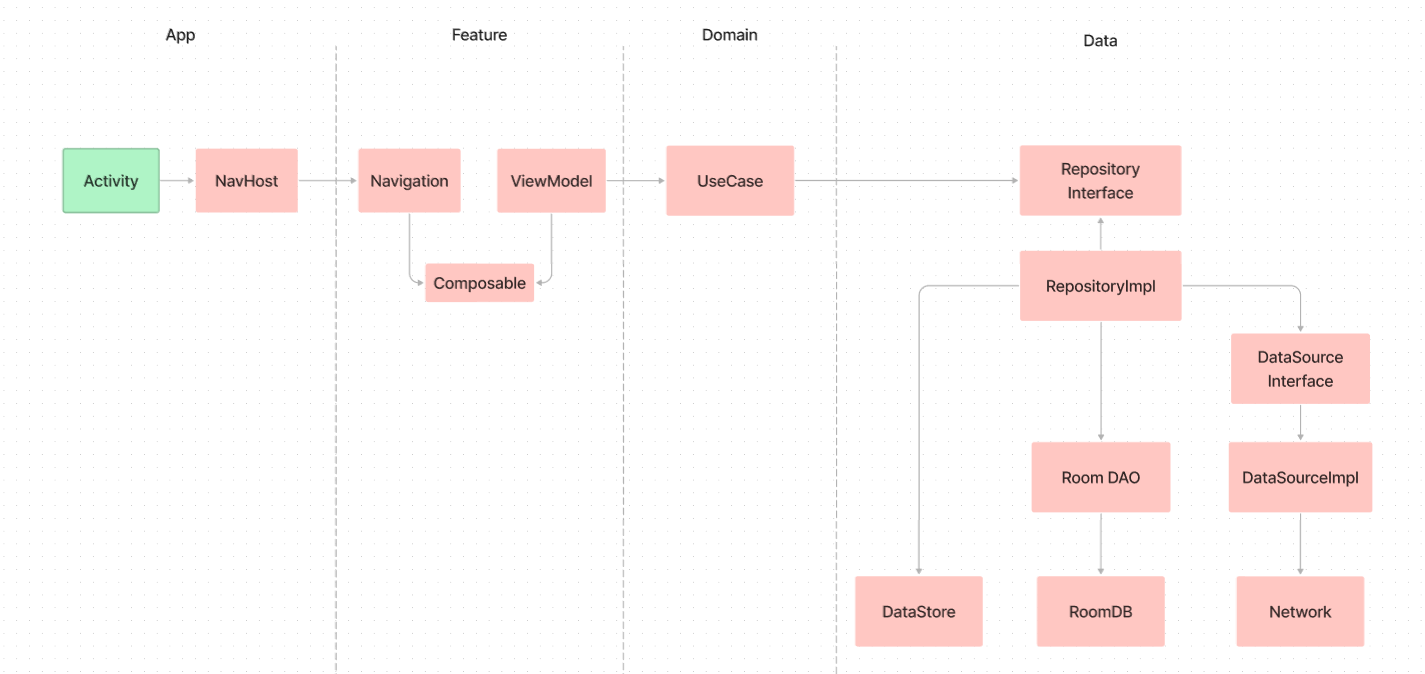 App
Feature
Domain
Data
Activity
NavHost
Navigation
ViewModel
UseCase
Repository
Interface
Composable
RepositoryImpl
DataSource
Interface
Room DAO
DataSourceImpl
DataStore
RoomDB
Network